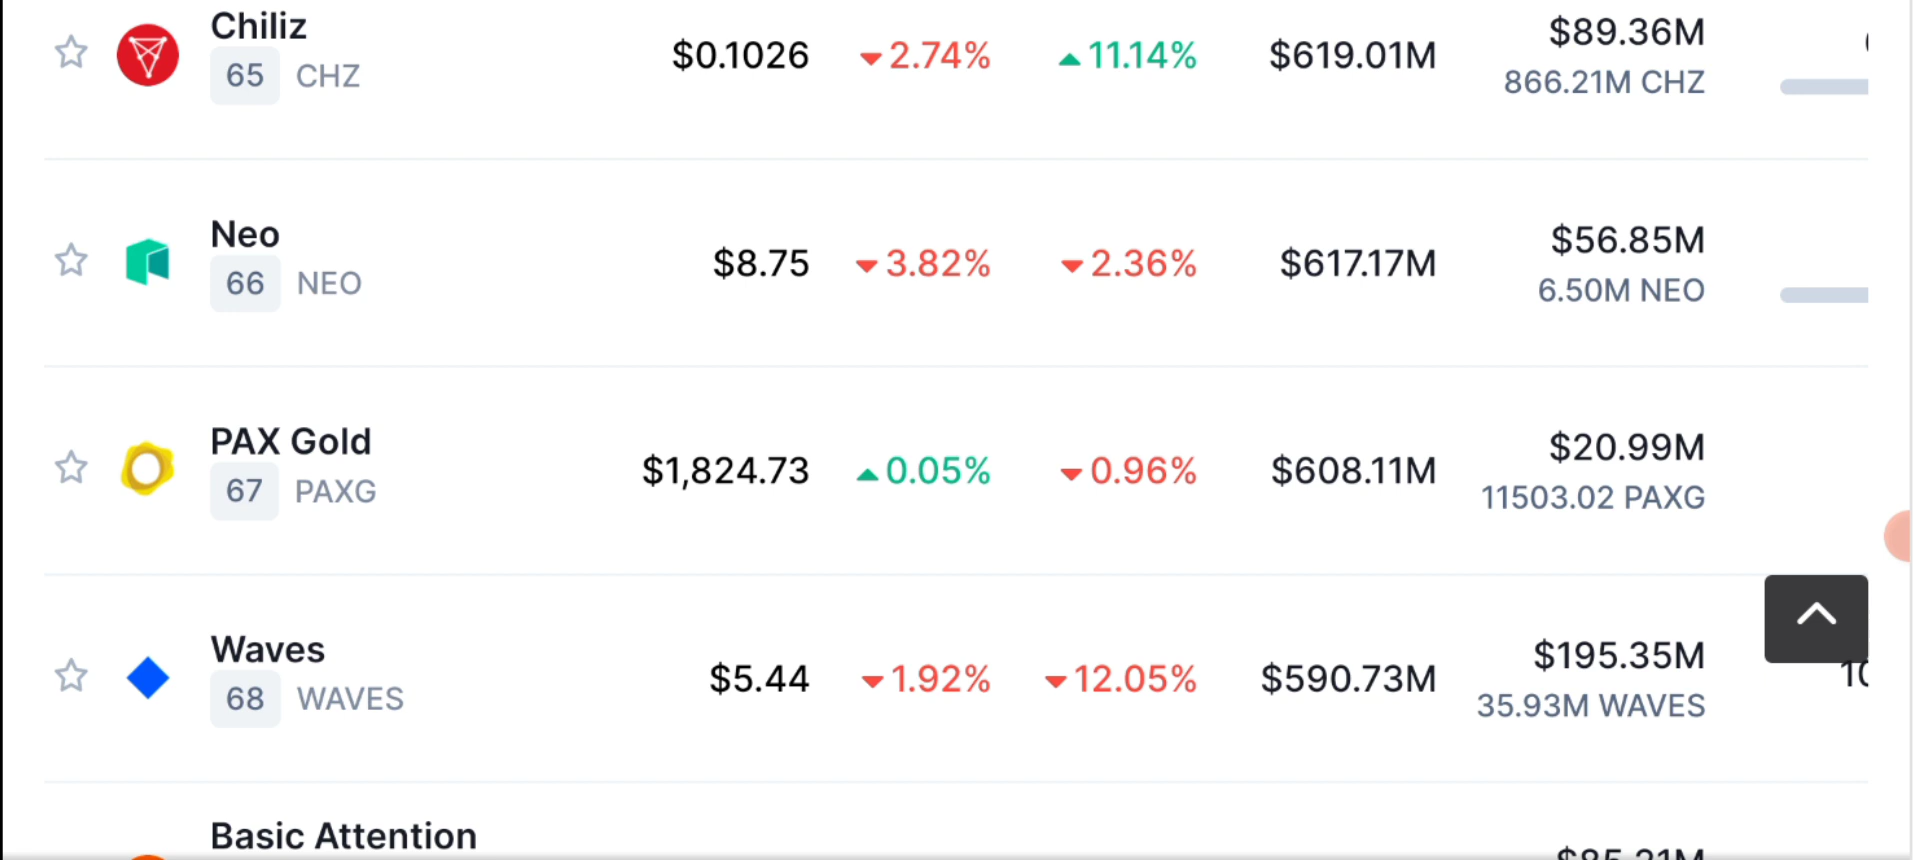 Chiliz
65 CHZ
$0.1026 2.74% 11.14% $619.01M
$89.36M
866.21M CHZ
Neo
66 NEO
$8.75 3.82% 2.36% $617.17M
$56.85M
6.50M NEO
PAX Gold
67 PAXG
$1,824.73 0.05% 0.96% $608.11M
$20.99M
11503.02 PAXG
Waves
68 WAVES
$5.44 1.92% 12.05% $590.73M
$195.35M
35.93M WAVES
Basic Attention